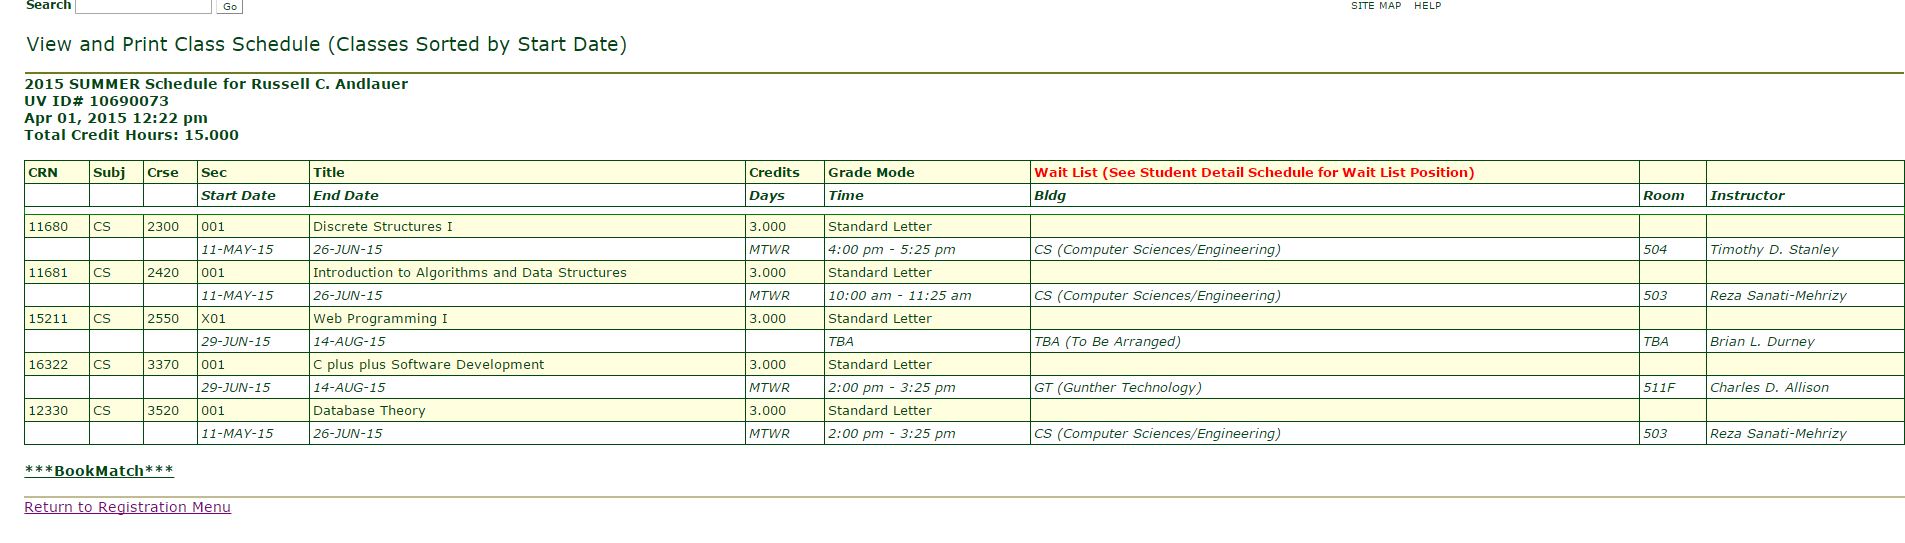 Search Go SITE MAP HELP
View and Print Class Schedule (Classes Sorted by Start Date)
2015 SUMMER Schedule for Russell C. Andlauer
UV ID# 10690073
Apr 01, 2015 12:22 pm
Total Credit Hours: 15.000
CRN Subj Crse Sec Title Credits Grade Mode Wait List (See Student Detail Schedule for Wait List Position)
Start Date End Date Days Time Bldg Room Instructor
11680 CS 2300 001 Discrete Structures I 3.000 Standard Letter
11-MAY-15 26-JUN-15 MTWR 4:00 pm - 5:25 pm CS (Computer Sciences/Engineering) 504 Timothy D. Stanley
11681 CS 2420 001 Introduction to Algorithms and Data Structures 3.000 Standard Letter
11-MAY-15 26-JUN-15 MTWR 10:00 am - 11:25 am CS (Computer Sciences/Engineering) 503 Reza Sanati-Mehrizy
15211 CS 2550 X01 Web Programming I 3.000 Standard Letter
29-JUN-15 14-AUG-15 TBA TBA (To Be Arranged) TBA Brian L. Durney
16322 CS 3370 001 C plus plus Software Development 3.000 Standard Letter
29-JUN-15 14-AUG-15 MTWR 2:00 pm - 3:25 pm GT (Gunther Technology) 511F Charles D. Allison
12330 CS 3520 001 Database Theory 3.000 Standard Letter
11-MAY-15 26-JUN-15 MTWR 2:00 pm - 3:25 pm CS (Computer Sciences/Engineering) 503 Reza Sanati-Mehrizy
***BookMatch***
Return to Registration Menu